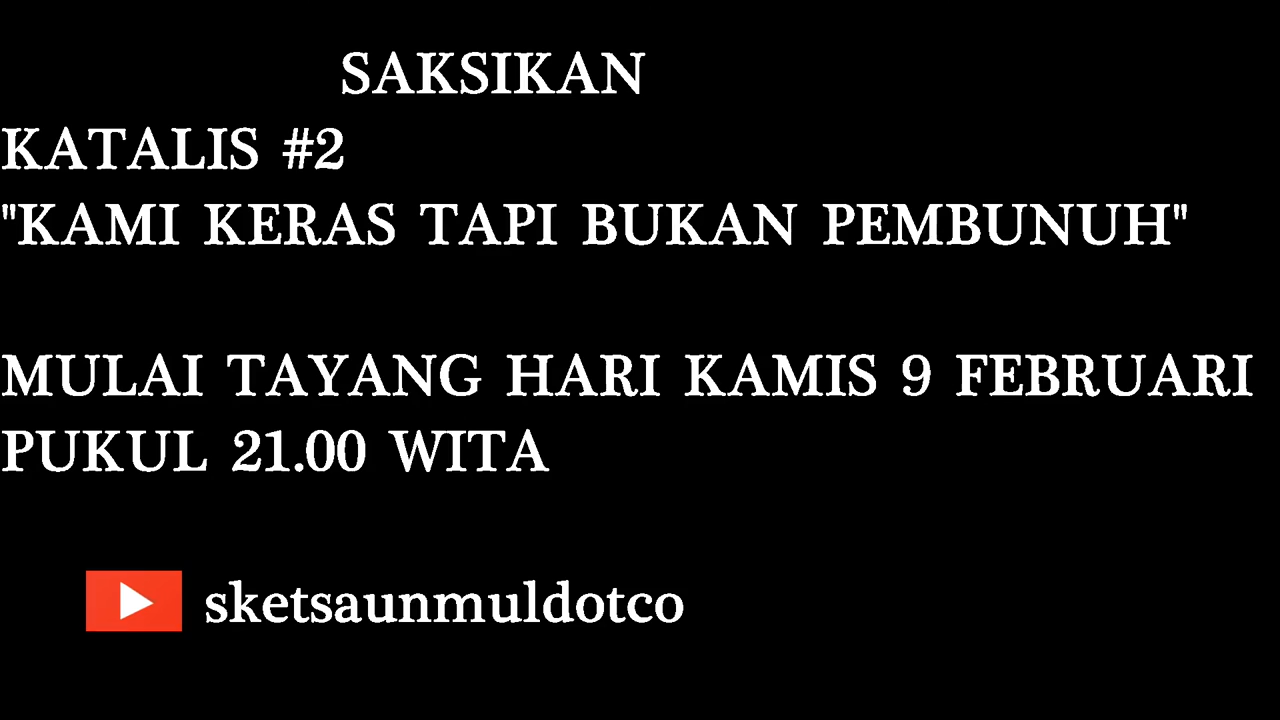 SAKSIKAN
KATALIS #2
"KAMI KERAS TAPI BUKAN PEMBUNUH"
MULAI TAYANG HARI KAMIS 9 FEBRUARI
PUKUL 21.00 WITA
sketsaunmuldotco